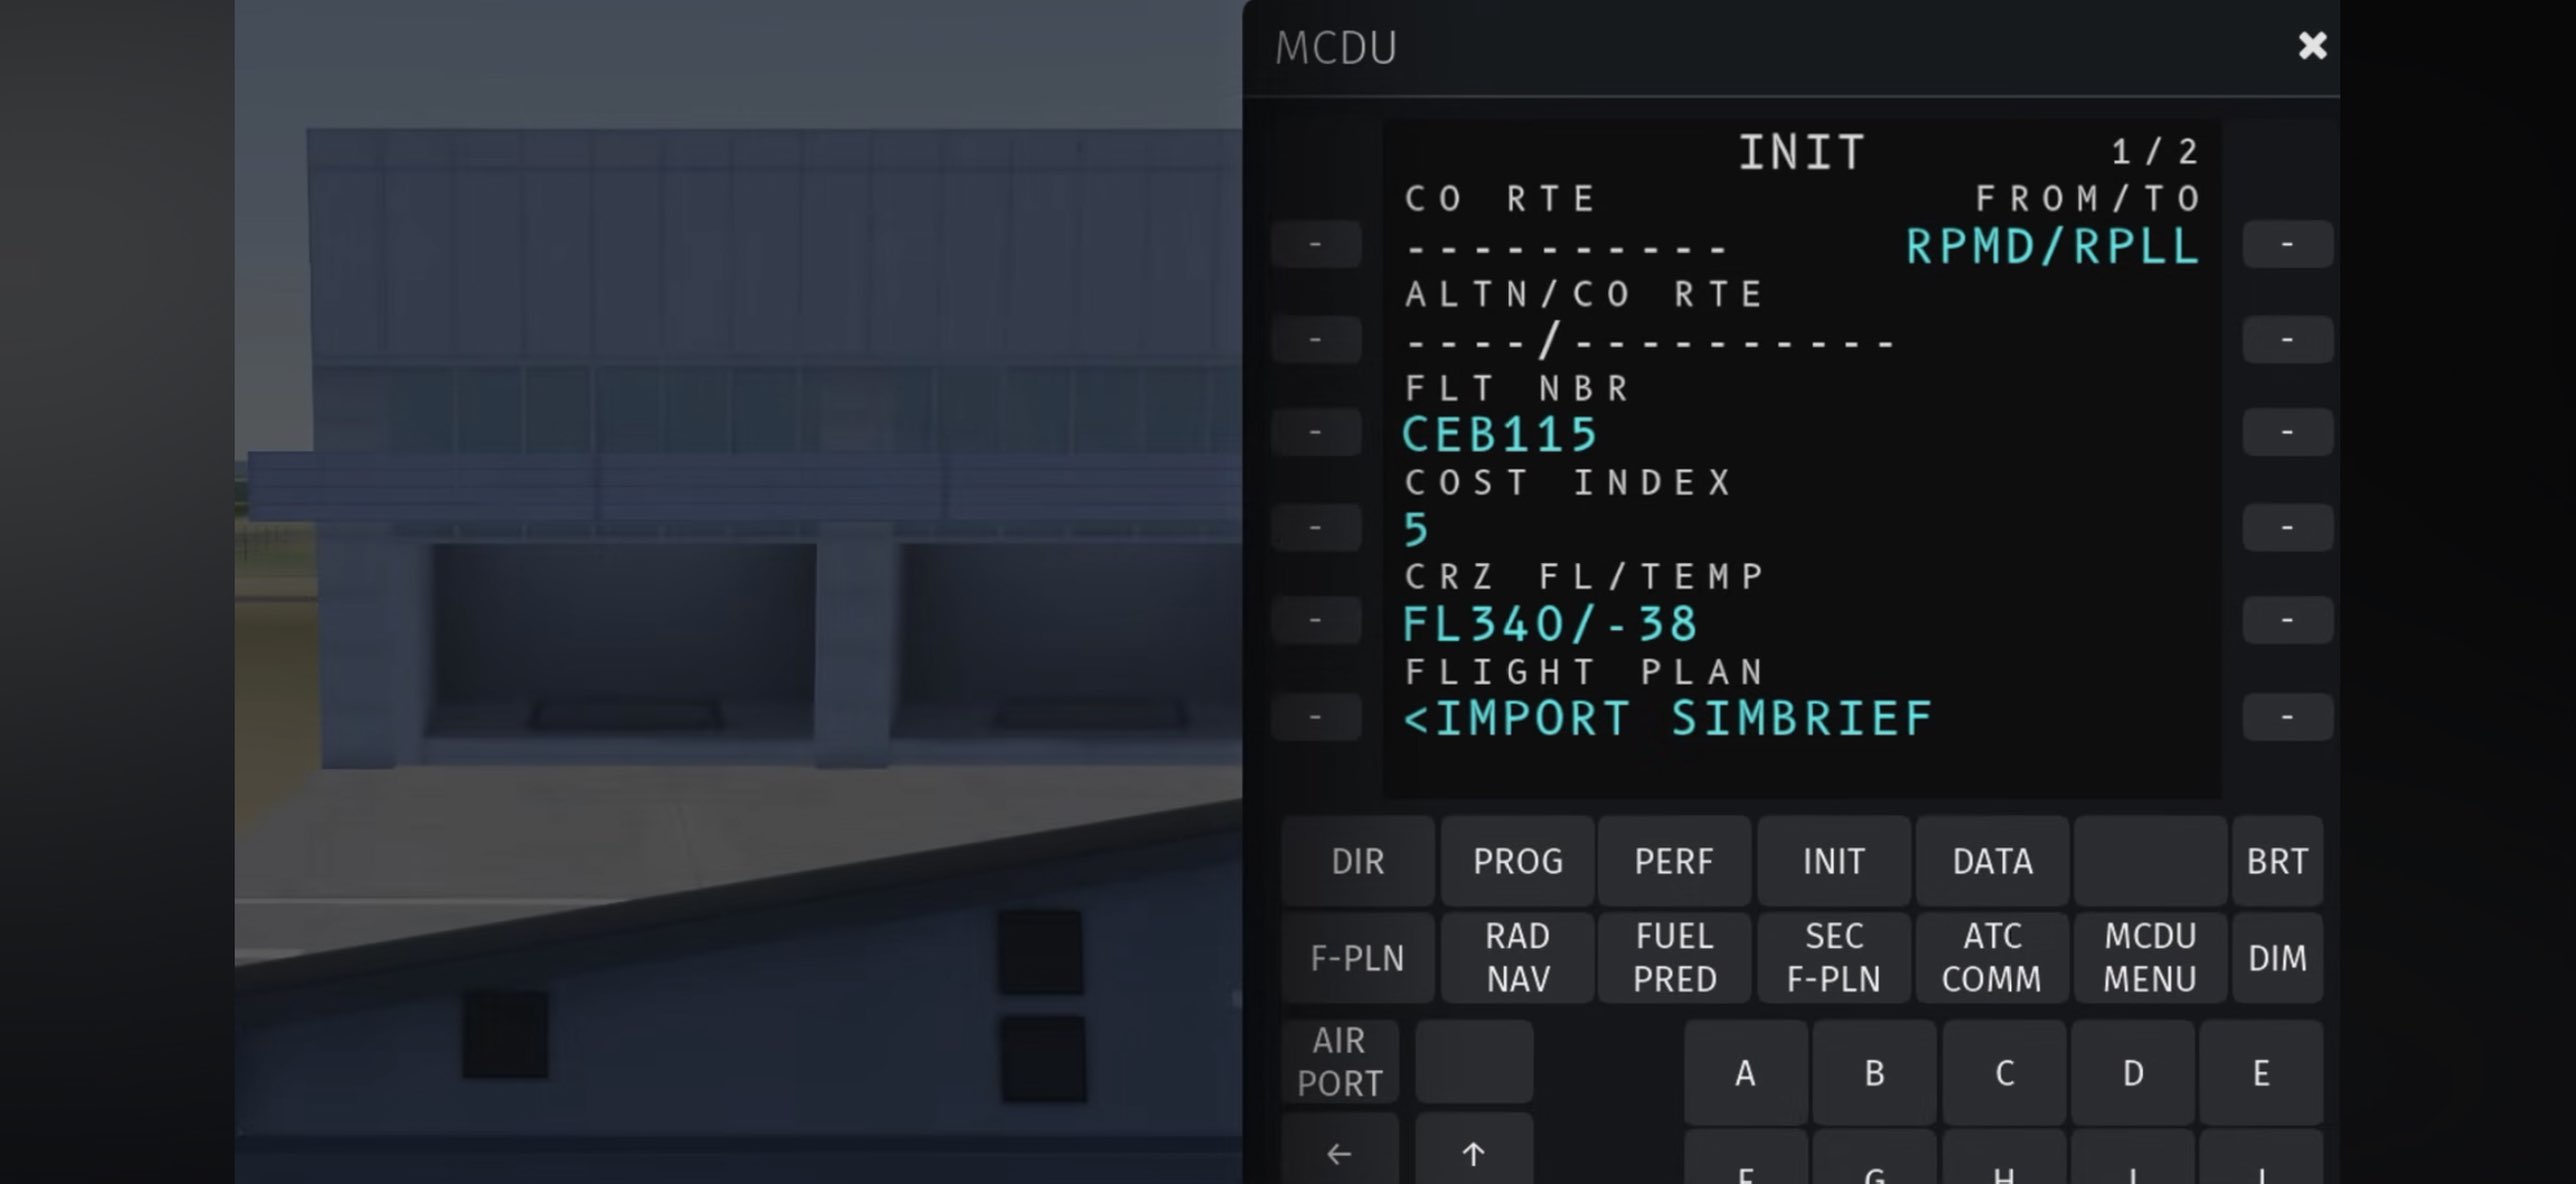 MCDU ✖
INIT 1/2
CO RTE FROM/TO
- ---------- RPMD/RPLL -
ALTN/CO RTE
- ----/---------- -
FLT NBR
- CEB115 -
COST INDEX
- 5 -
CRZ FL/TEMP
- FL340/-38 -
FLIGHT PLAN
- <IMPORT SIMBRIEF -
DIR PROG PERF INIT DATA BRT
F-PLN RAD NAV FUEL PRED SEC F-PLN ATC COMM MCDU MENU DIM
AIR PORT A B C D E
← ↑ F G H